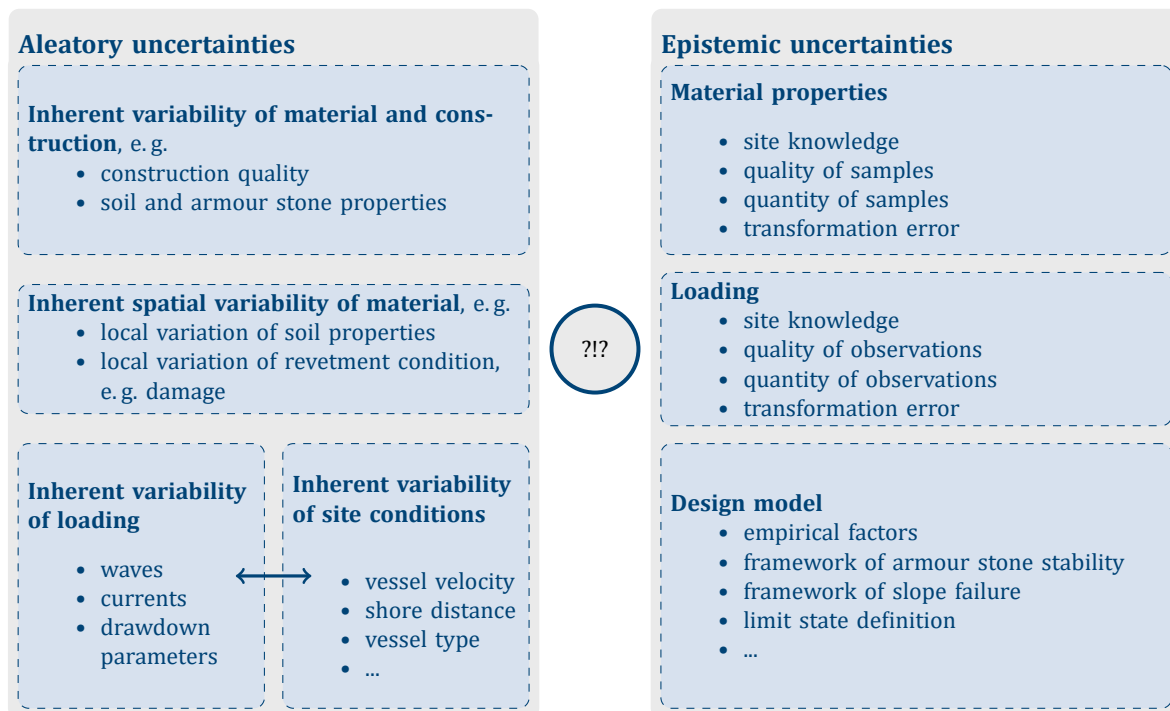 Aleatory uncertainties
Inherent variability of material and cons-
truction, e. g.
• construction quality
• soil and armour stone properties
Inherent spatial variability of material, e. g.
• local variation of soil properties
• local variation of revetment condition,
e. g. damage
Inherent variability
of loading
• waves
• currents
• drawdown
parameters
Inherent variability
of site conditions
• vessel velocity
• shore distance
• vessel type
• ...
?!?
Epistemic uncertainties
Material properties
• site knowledge
• quality of samples
• quantity of samples
• transformation error
Loading
• site knowledge
• quality of observations
• quantity of observations
• transformation error
Design model
• empirical factors
• framework of armour stone stability
• framework of slope failure
• limit state definition
• ...